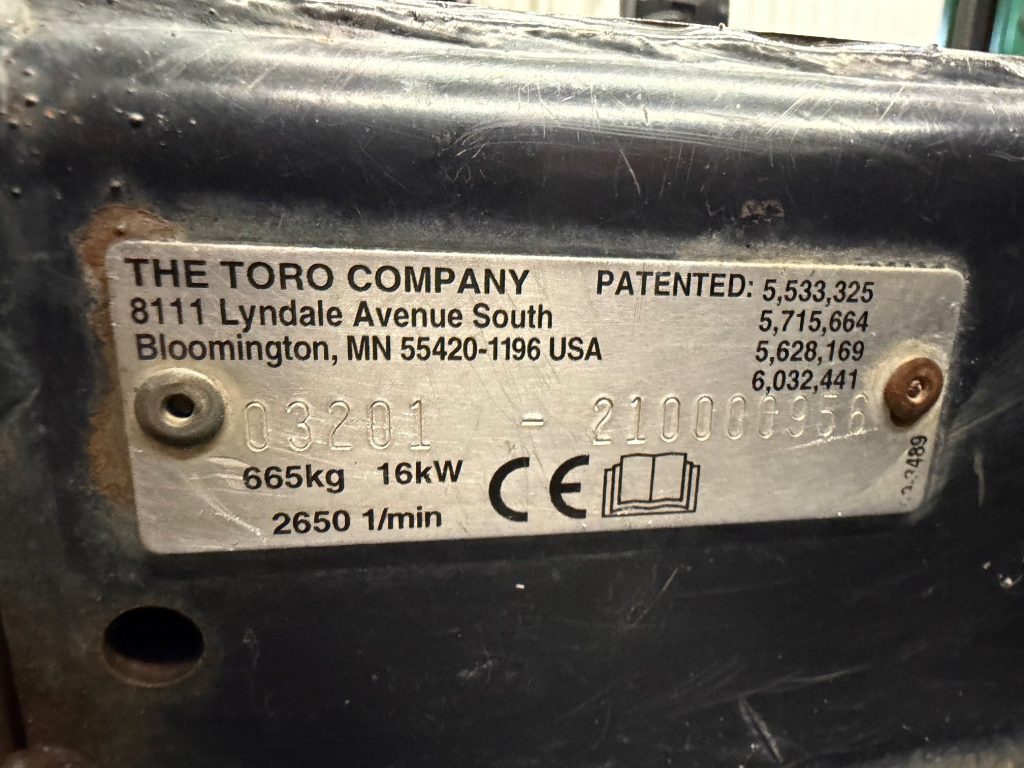 THE TORO COMPANY
8111 Lyndale Avenue South
Bloomington, MN 55420-1196 USA
PATENTED: 5,533,325
5,715,664
5,628,169
6,032,441
03201 - 210000956
665kg 16kW
2650 1/min
CE